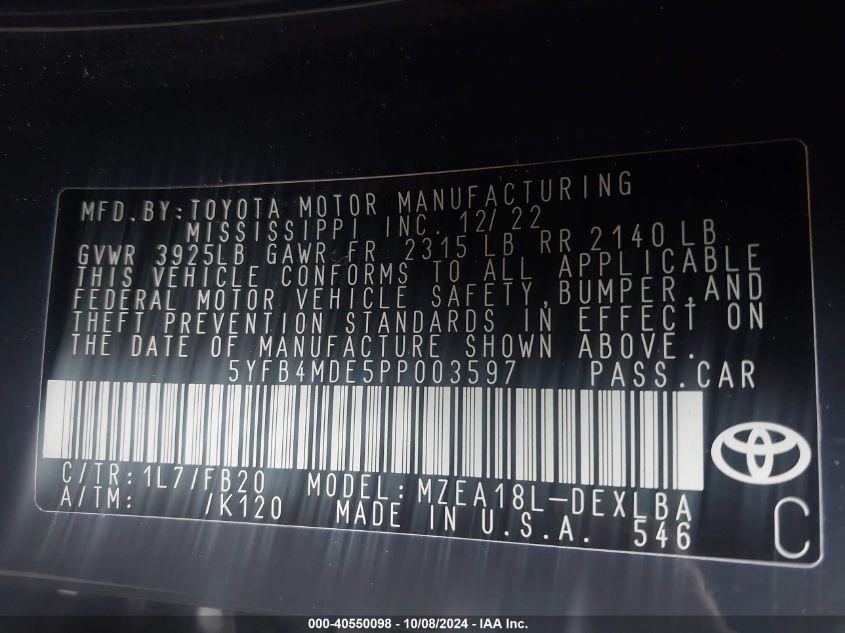 MFD.BY:TOYOTA MOTOR MANUFACTURING
MISSISSIPPI INC. 12/22
GVWR 3925LB GAWR FR 2315 LB RR 2140 LB
THIS VEHICLE CONFORMS TO ALL APPLICABLE
FEDERAL MOTOR VEHICLE SAFETY,BUMPER,AND
THEFT PREVENTION STANDARDS IN EFFECT ON
THE DATE OF MANUFACTURE SHOWN ABOVE.
5YFB4MDE5PP003597 PASS.CAR
C/TR:1L7/FB20 MODEL:MZEA18L-DEXLBA
A/TM: /K120 MADE IN U.S.A. 546
C
000-40550098 - 10/08/2024 - IAA Inc.